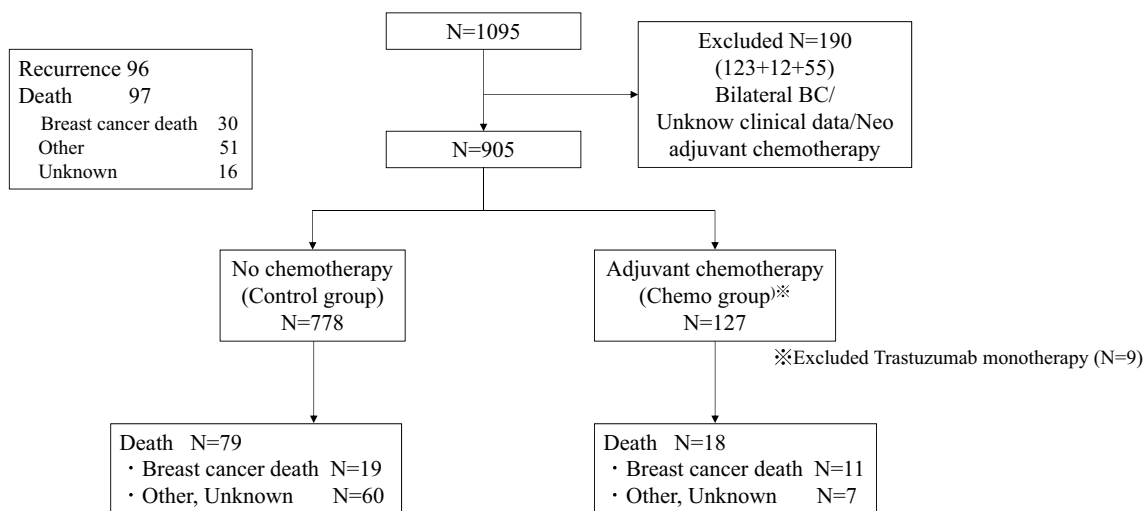 N=1095
Excluded N=190
(123+12+55)
Bilateral BC/
Unknow clinical data/Neo
adjuvant chemotherapy
Recurrence 96
Death 97
Breast cancer death 30
Other 51
Unknown 16
N=905
No chemotherapy
(Control group)
N=778
Adjuvant chemotherapy
(Chemo group)※
N=127
※Excluded Trastuzumab monotherapy (N=9)
Death N=79
・Breast cancer death N=19
・Other, Unknown N=60
Death N=18
・Breast cancer death N=11
・Other, Unknown N=7